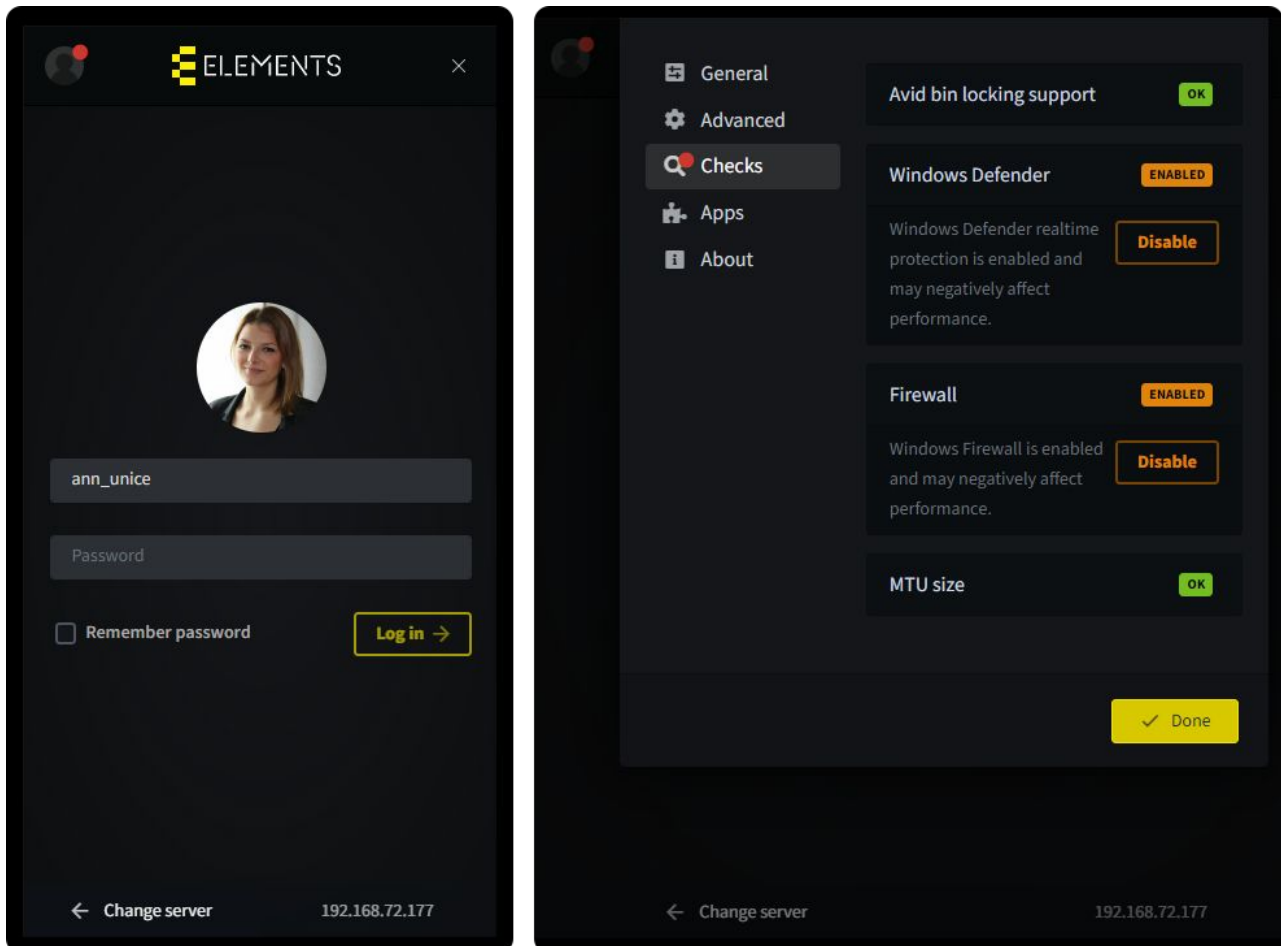 ELEMENTS
ann_unice
Password
Remember password
Log in
Change server
192.168.72.177
General
Advanced
Checks
Apps
About
Avid bin locking support
OK
Windows Defender
ENABLED
Windows Defender realtime
protection is enabled and
may negatively affect
performance.
Disable
Firewall
ENABLED
Windows Firewall is enabled
and may negatively affect
performance.
Disable
MTU size
OK
Done
Change server
192.168.72.177